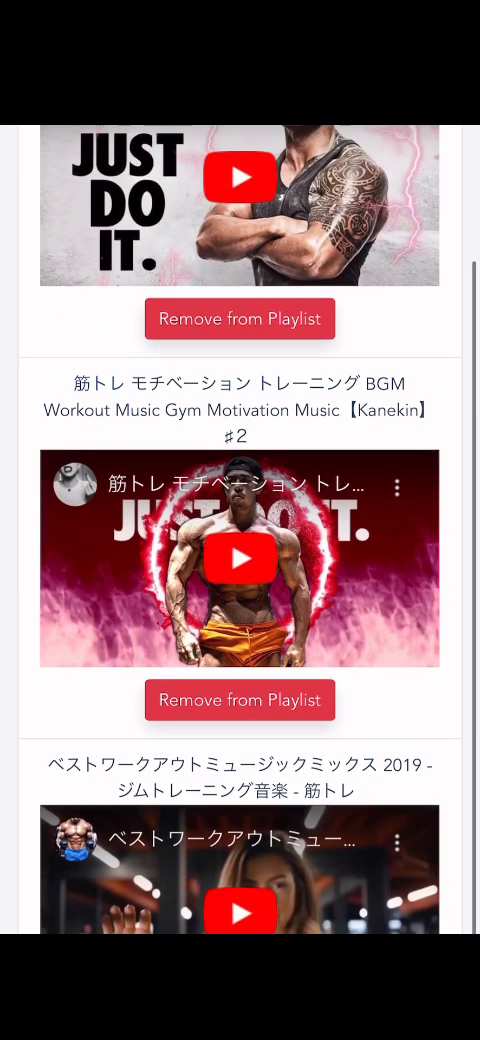 JUST
DO
IT.
Remove from Playlist
筋トレ モチベーション トレーニング BGM
Workout Music Gym Motivation Music【Kanekin】
♯2
筋トレ モチベーション トレ...
JUST DO IT.
Remove from Playlist
ベストワークアウトミュージックミックス 2019 -
ジムトレーニング音楽 - 筋トレ
ベストワークアウトミュー...